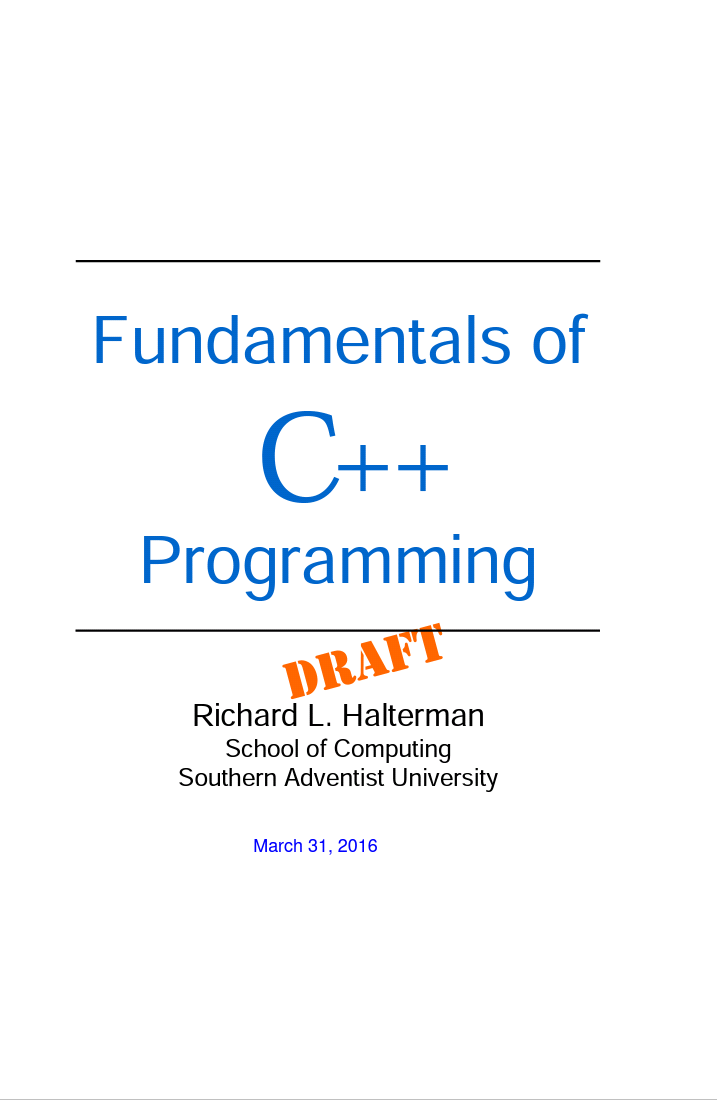 Fundamentals of
C++
Programming
DRAFT
Richard L. Halterman
School of Computing
Southern Adventist University
March 31, 2016